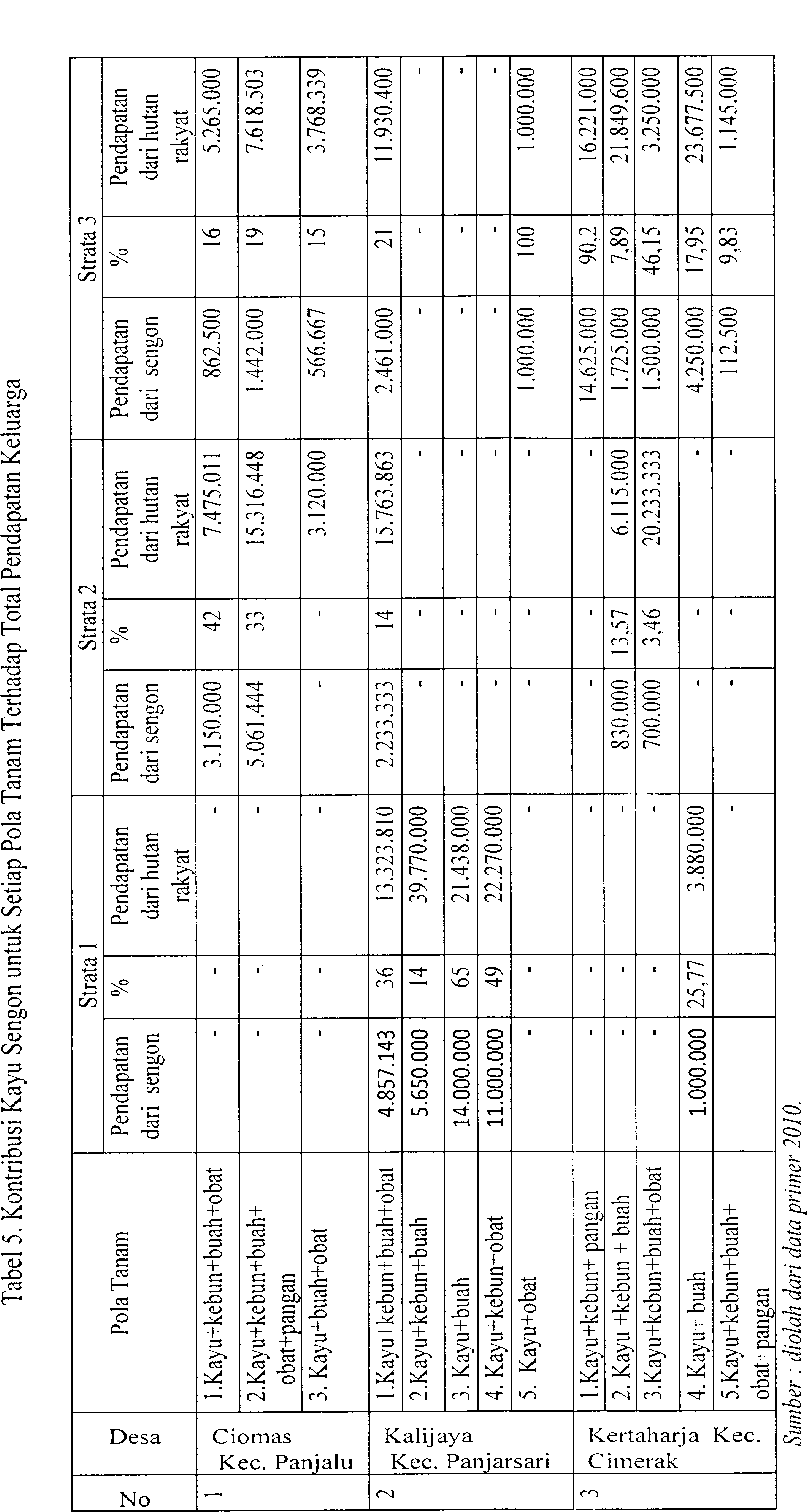 Tabel 5. Kontribusi Kayu Sengon untuk Setiap Pola Tanam Terhadap Total Pendapatan Keluarga
No Desa Pola Tanam Strata 1 Strata 2 Strata 3
Pendapatan dari sengon % Pendapatan dari hutan rakyat Pendapatan dari sengon % Pendapatan dari hutan rakyat Pendapatan dari sengon % Pendapatan dari hutan rakyat
1 Ciomas Kec. Panjalu 1.Kayu+kebun+buah+obat - - - 3.150.000 42 7.475.011 862.500 16 5.265.000
2.Kayu+kebun+buah+ obat+pangan - - - 5.061.444 33 15.316.448 1.442.000 19 7.618.503
3. Kayu+buah+obat - - - - - 3.120.000 566.667 15 3.768.339
2 Kalijaya Kec. Panjarsari 1.Kayu+kebun+buah+obat 4.857.143 36 13.323.810 2.233.333 14 15.763.863 2.461.000 21 11.930.400
2.Kayu+kebun+buah 5.650.000 14 39.770.000 - - - - - -
3. Kayu+buah 14.000.000 65 21.438.000 - - - - - -
4. Kayu+kebun+obat 11.000.000 49 22.270.000 - - - - - -
5. Kayu+obat - - - - - - 1.000.000 100 1.000.000
3 Kertaharja Kec. Cimerak 1.Kayu+kebun+ pangan - - - - - - 14.625.000 90,2 16.221.000
2. Kayu +kebun + buah - - - 830.000 13,57 6.115.000 1.725.000 7,89 21.849.600
3.Kayu+kebun+buah+obat - - - 700.000 3,46 20.233.333 1.500.000 46,15 3.250.000
4. Kayu+ buah 1.000.000 25,77 3.880.000 - - - 4.250.000 17,95 23.677.500
5.Kayu+kebun+buah+ obat+pangan - - - - 112.500 9,83 1.145.000
Sumber : diolah dari data primer 2010.